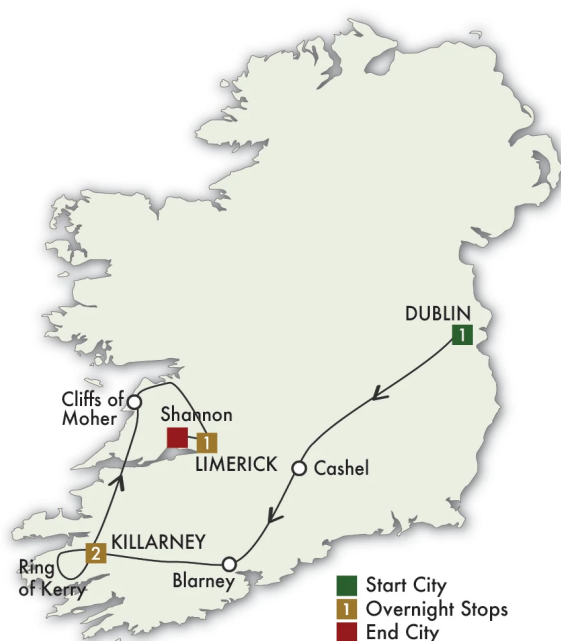 DUBLIN
1
Cliffs of
Moher
Shannon
1
LIMERICK
Cashel
KILLARNEY
2
Ring
of Kerry
Blarney
Start City
1 Overnight Stops
End City